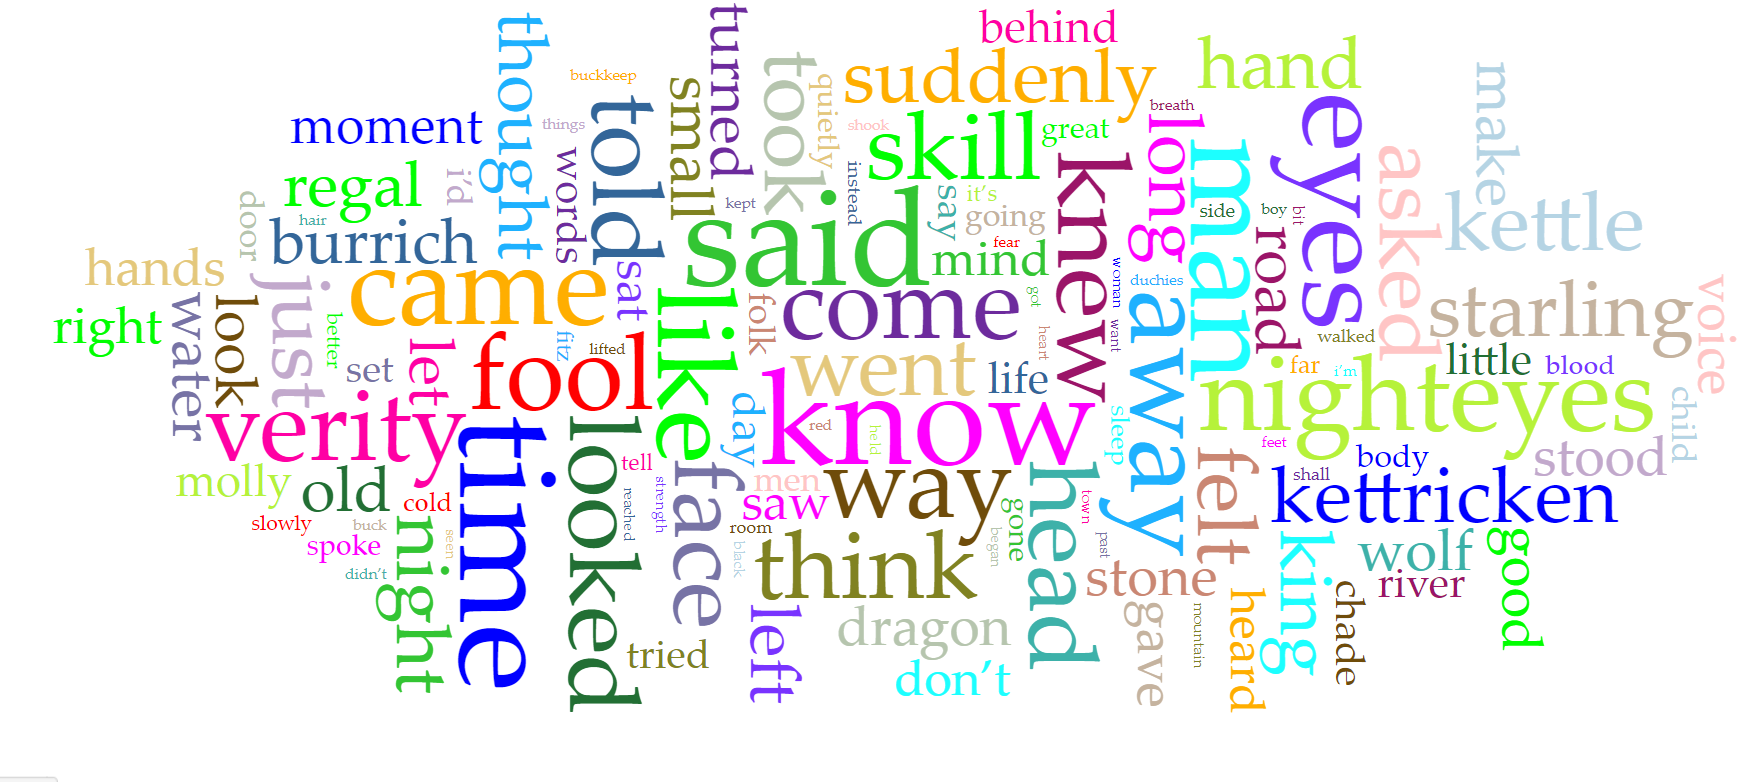 behind
turned
thought
buckkeep
suddenly
hand
took
small
quietly
make
told
moment
things
shook
skill
great
breath
long
eyes
man
knew
asked
words
regal
i'd
instead
say
it's
going
kept
said
side
boy
bit
kettle
door
hair
burrich
fear
mind
road
hands
just
came
sat
woman
duchies
water
look
like
folk
come
got
away
starling
voice
right
better
let
fitz
lifted
set
fool
heart
want
walked
went
life
far
i'm
little
blood
nighteyes
verity
time
looked
day
know
red
held
sleep
child
feet
tell
face
men
saw
way
head
town
felt
shall
body
stood
kettricken
molly
old
cold
strength
reached
slowly
buck
seen
spoke
night
didn't
room
black
began
gone
past
think
stone
king
wolf
river
good
chade
heard
mountain
gave
left
dragon
tried
don't